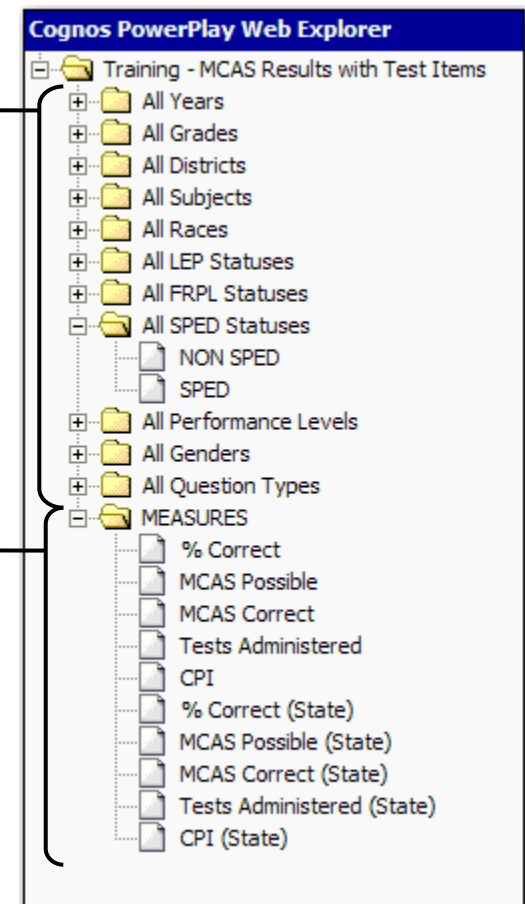 Cognos PowerPlay Web Explorer
Training - MCAS Results with Test Items
All Years
All Grades
All Districts
All Subjects
All Races
All LEP Statuses
All FRPL Statuses
All SPED Statuses
NON SPED
SPED
All Performance Levels
All Genders
All Question Types
MEASURES
% Correct
MCAS Possible
MCAS Correct
Tests Administered
CPI
% Correct (State)
MCAS Possible (State)
MCAS Correct (State)
Tests Administered (State)
CPI (State)